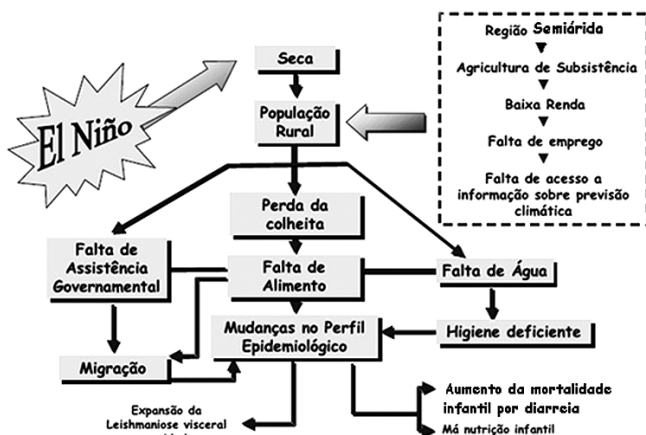 Região Semiárida
Agricultura de Subsistência
Baixa Renda
Falta de emprego
Falta de acesso a
informação sobre previsão
climática
El Niño
Seca
População
Rural
Perda da
colheita
Falta de
Assistência
Governamental
Falta de
Alimento
Falta de Água
Mudanças no Perfil
Epidemiológico
Higiene deficiente
Migração
Expansão da
Leishmaniose visceral
Aumento da mortalidade
infantil por diarreia
Má nutrição infantil